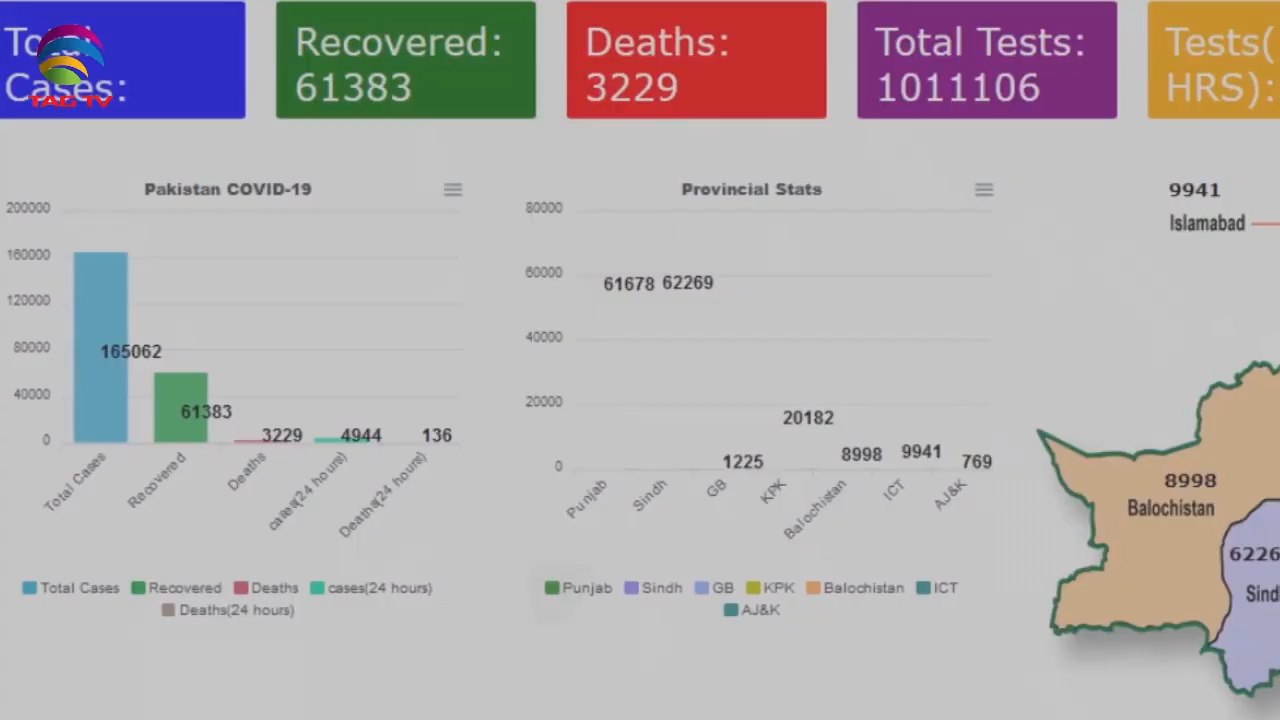 Total
Cases:
TAG TV
Recovered:
61383
Deaths:
3229
Total Tests:
1011106
Tests(
HRS):
Pakistan COVID-19
200000
160000
120000
80000
40000
0
165062
61383
3229
4944
136
Total Cases
Recovered
Deaths
cases(24 hours)
Deaths(24 hours)
Total Cases Recovered Deaths cases(24 hours)
Deaths(24 hours)
Provincial Stats
80000
60000
40000
20000
0
61678
62269
1225
20182
8998
9941
769
Punjab
Sindh
GB
KPK
Balochistan
ICT
AJ&K
Punjab Sindh GB KPK Balochistan ICT
AJ&K
9941
Islamabad
8998
Balochistan
6226
Sind